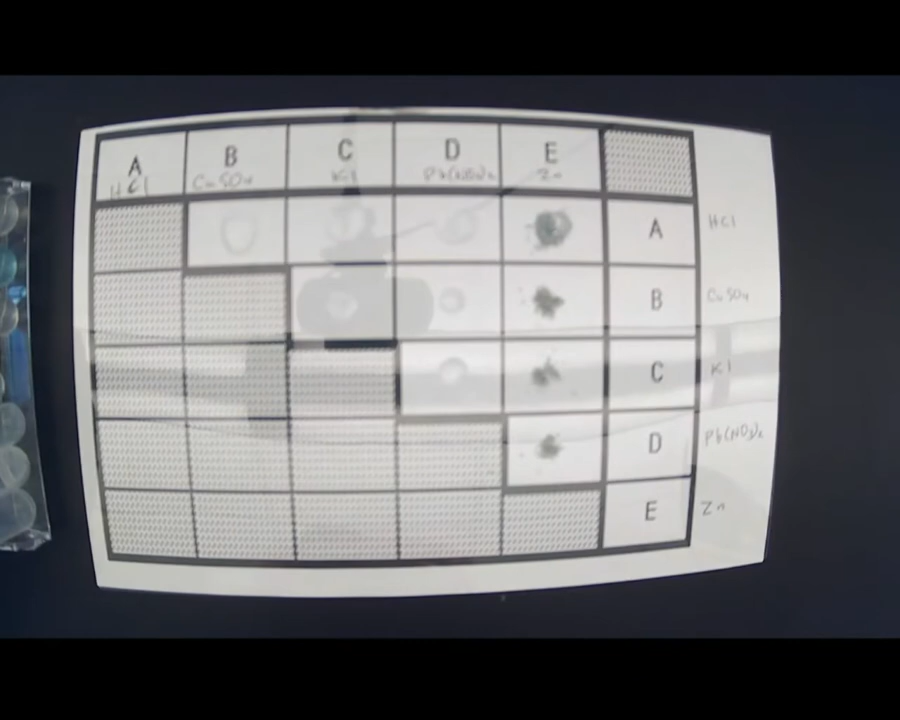 A B C D E
HCl CuSO4 KI Pb(NO3)2 Zn
A HCl
B CuSO4
C KI
D Pb(NO3)2
E Zn